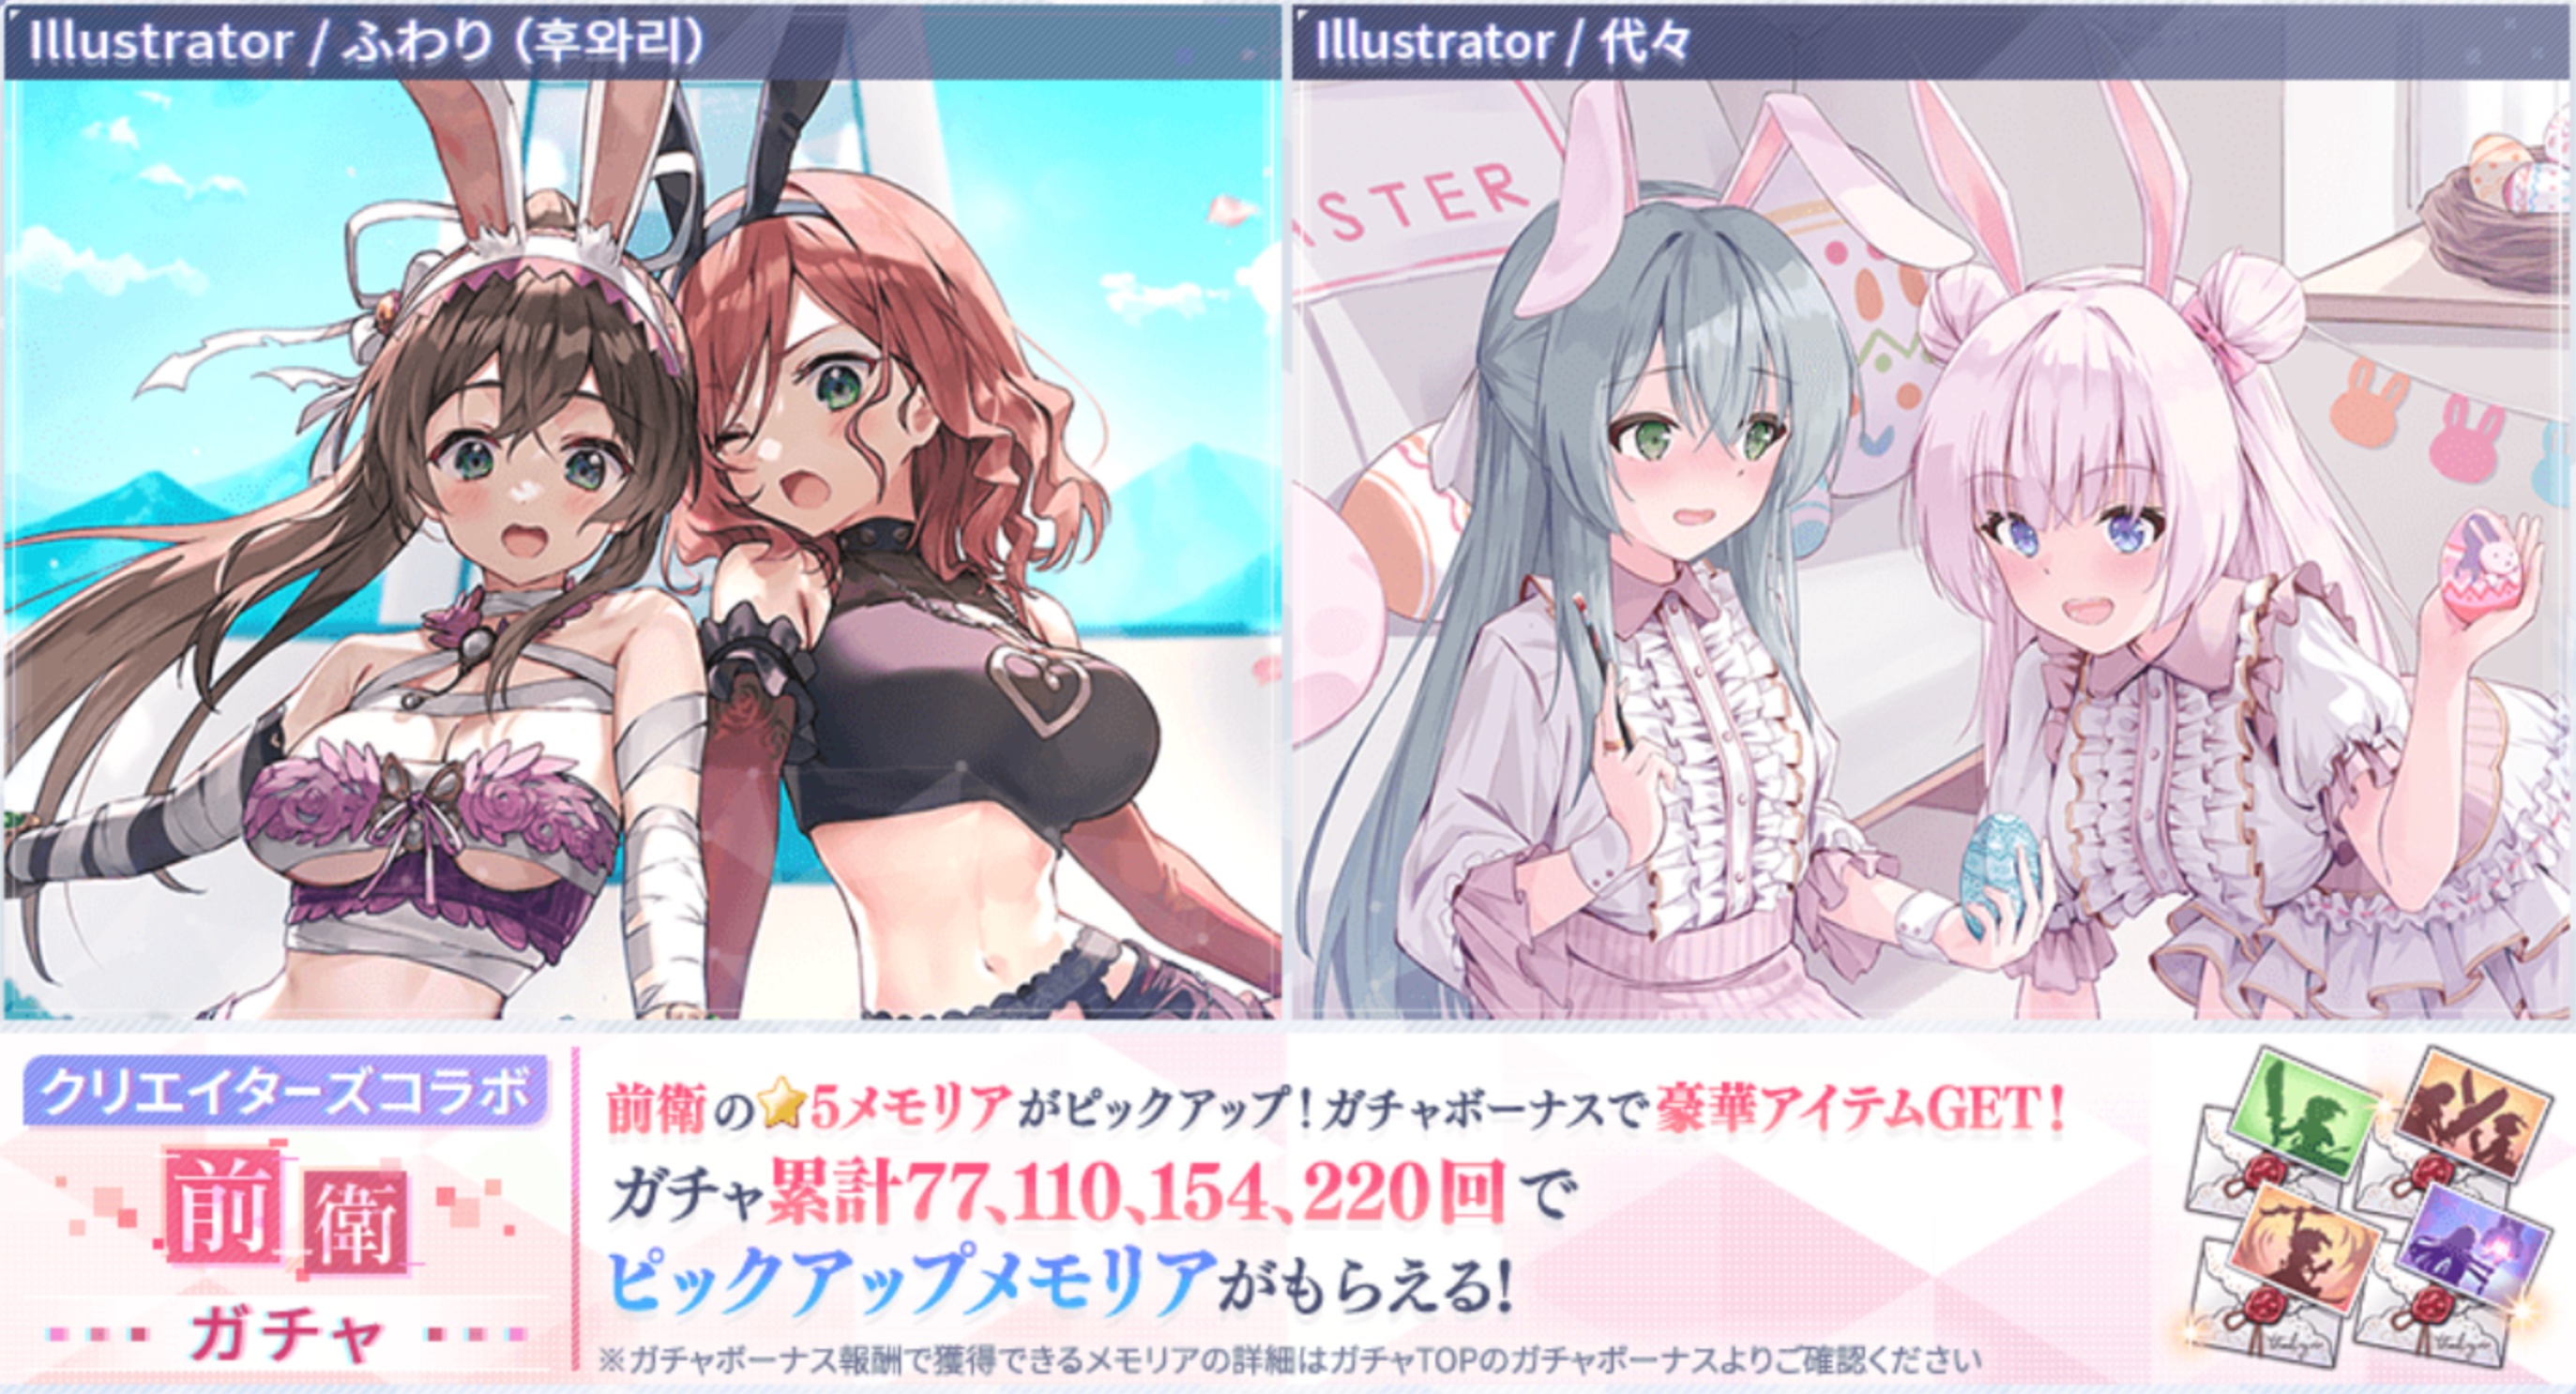 Illustrator / ふわり (후와리)
Illustrator / 代々
ASTER
クリエイターズコラボ
前衛
ガチャ
前衛の⭐5メモリアがピックアップ！ガチャボーナスで豪華アイテムGET！
ガチャ累計77、110、154、220回で
ピックアップメモリアがもらえる！
※ガチャボーナス報酬で獲得できるメモリアの詳細はガチャTOPのガチャボーナスよりご確認ください